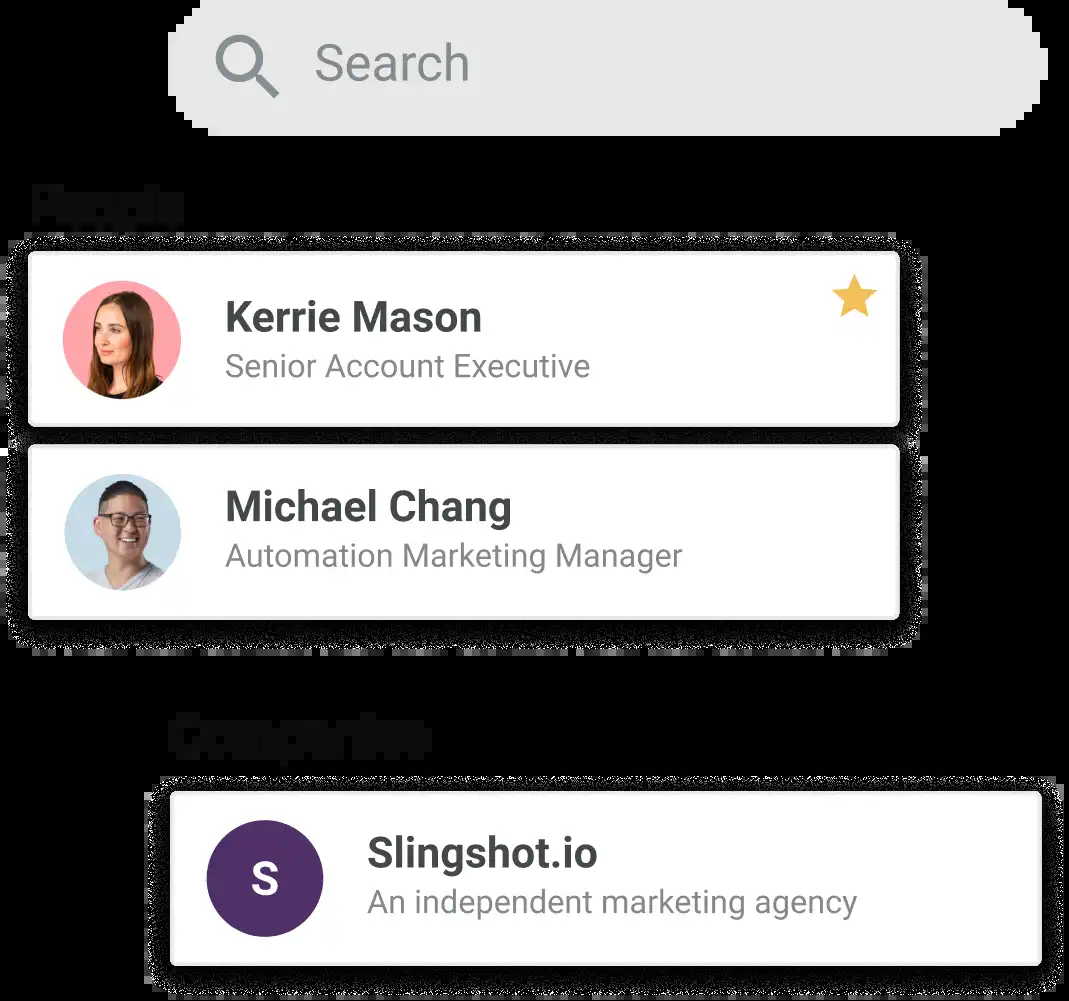 Search
People
Kerrie Mason
Senior Account Executive
Michael Chang
Automation Marketing Manager
Companies
S
Slingshot.io
An independent marketing agency